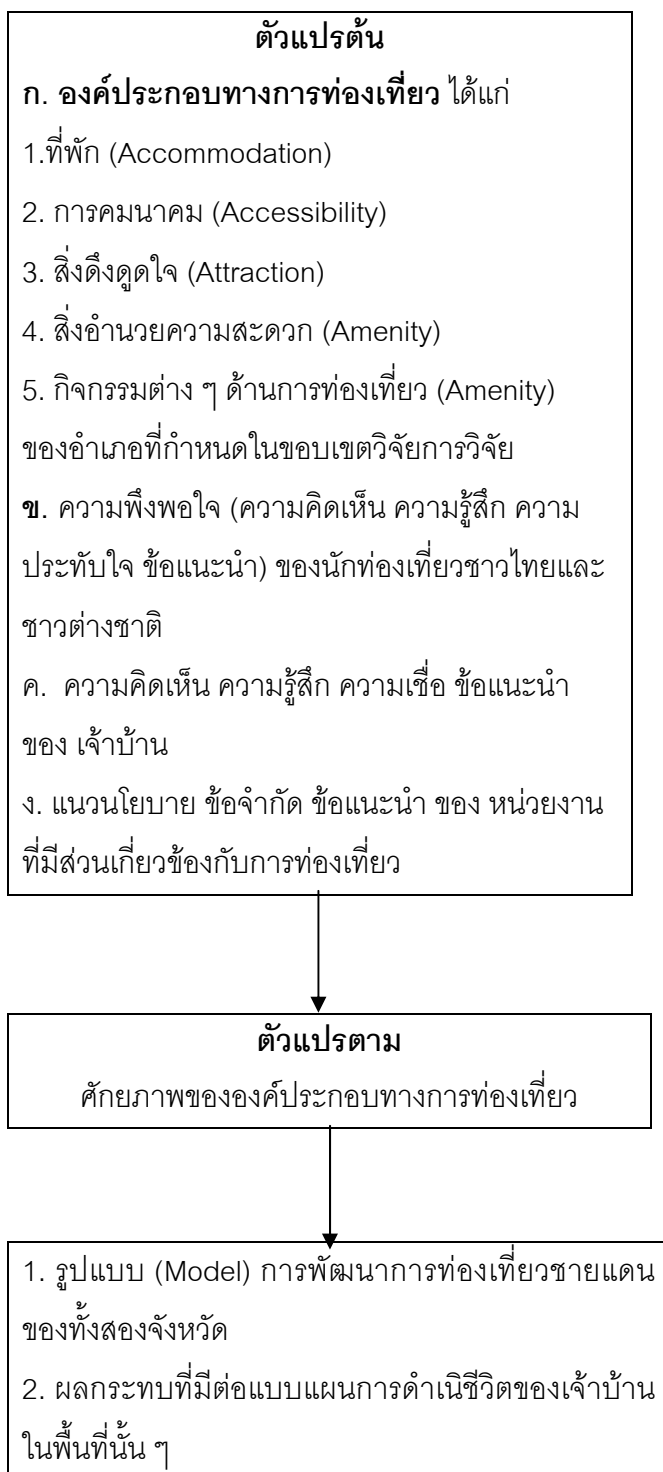 ตัวแปรต้น
ก. องค์ประกอบทางการท่องเที่ยว ได้แก่
1.ที่พัก (Accommodation)
2. การคมนาคม (Accessibility)
3. สิ่งดึงดูดใจ (Attraction)
4. สิ่งอำนวยความสะดวก (Amenity)
5. กิจกรรมต่าง ๆ ด้านการท่องเที่ยว (Amenity)
ของอำเภอที่กำหนดในขอบเขตวิจัยการวิจัย
ข. ความพึงพอใจ (ความคิดเห็น ความรู้สึก ความ
ประทับใจ ข้อแนะนำ) ของนักท่องเที่ยวชาวไทยและ
ชาวต่างชาติ
ค. ความคิดเห็น ความรู้สึก ความเชื่อ ข้อแนะนำ
ของ เจ้าบ้าน
ง. แนวนโยบาย ข้อจำกัด ข้อแนะนำ ของ หน่วยงาน
ที่มีส่วนเกี่ยวข้องกับการท่องเที่ยว
ตัวแปรตาม
ศักยภาพขององค์ประกอบทางการท่องเที่ยว
1. รูปแบบ (Model) การพัฒนาการท่องเที่ยวชายแดน
ของทั้งสองจังหวัด
2. ผลกระทบที่มีต่อแบบแผนการดำเนิชีวิตของเจ้าบ้าน
ในพื้นที่นั้น ๆ